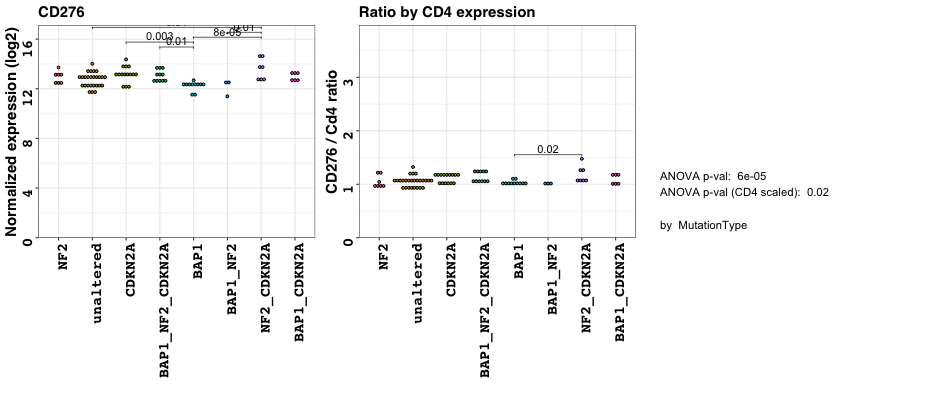 CD276
Normalized expression (log2)
0 4 8 12 16
0.003
0.01
8e-05
0.01
NF2
unaltered
CDKN2A
BAP1_NF2_CDKN2A
BAP1
BAP1_NF2
NF2_CDKN2A
BAP1_CDKN2A
Ratio by CD4 expression
CD276 / Cd4 ratio
0 1 2 3
0.02
NF2
unaltered
CDKN2A
BAP1_NF2_CDKN2A
BAP1
BAP1_NF2
NF2_CDKN2A
BAP1_CDKN2A
ANOVA p-val: 6e-05
ANOVA p-val (CD4 scaled): 0.02
by MutationType